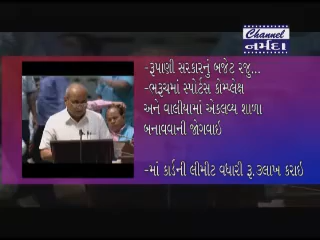 Channel
નર્મદા
-રૂપાણી સરકારનું બજેટ રજુ...
-ભરૂચમાં સ્પોર્ટસ કોમ્પ્લેક્ષ
અને વાલીયામાં એકલવ્ય શાળા
બનાવવાની જોગવાઇ
-માં કાર્ડની લીમીટ વધારી રૂ.૩લાખ કરાઇ